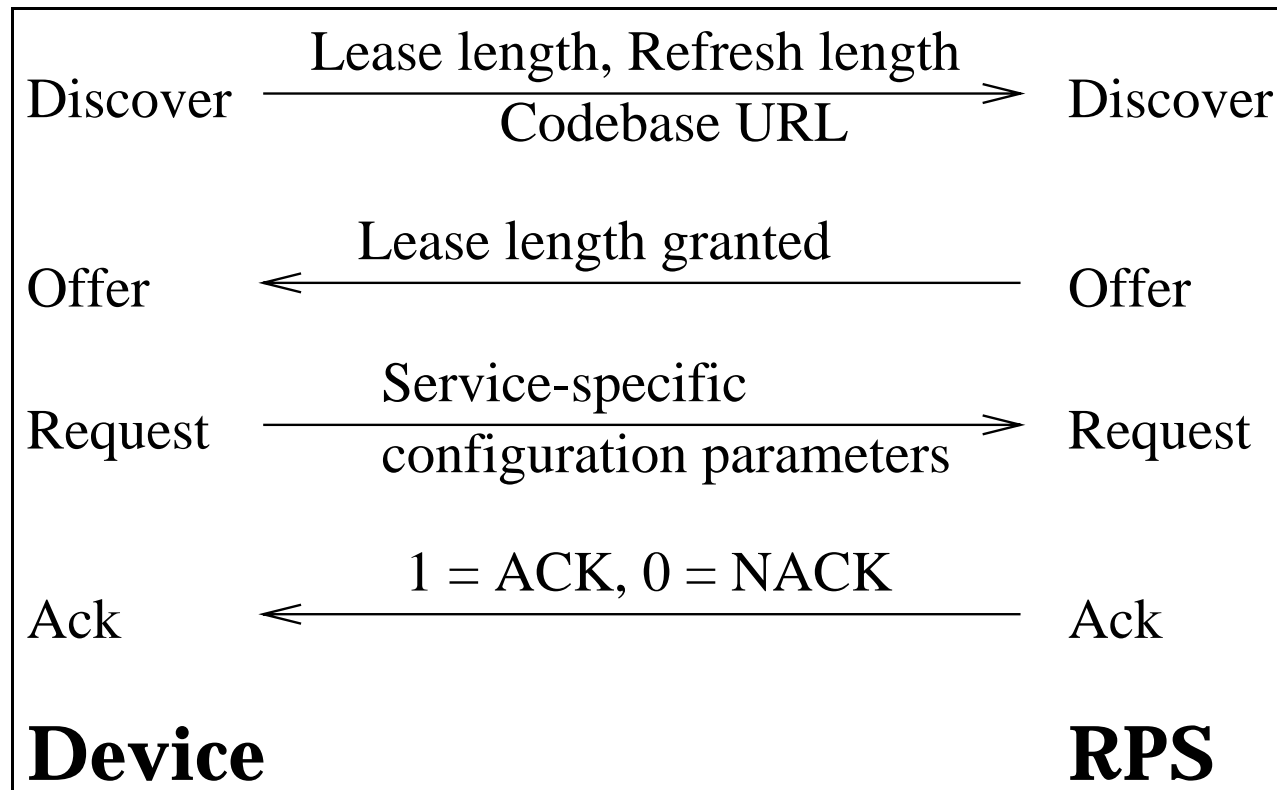 Lease length, Refresh length
Discover
Discover
Codebase URL
Lease length granted
Offer
Offer
Service-specific
Request
Request
configuration parameters
1 = ACK, 0 = NACK
Ack
Ack
Device
RPS